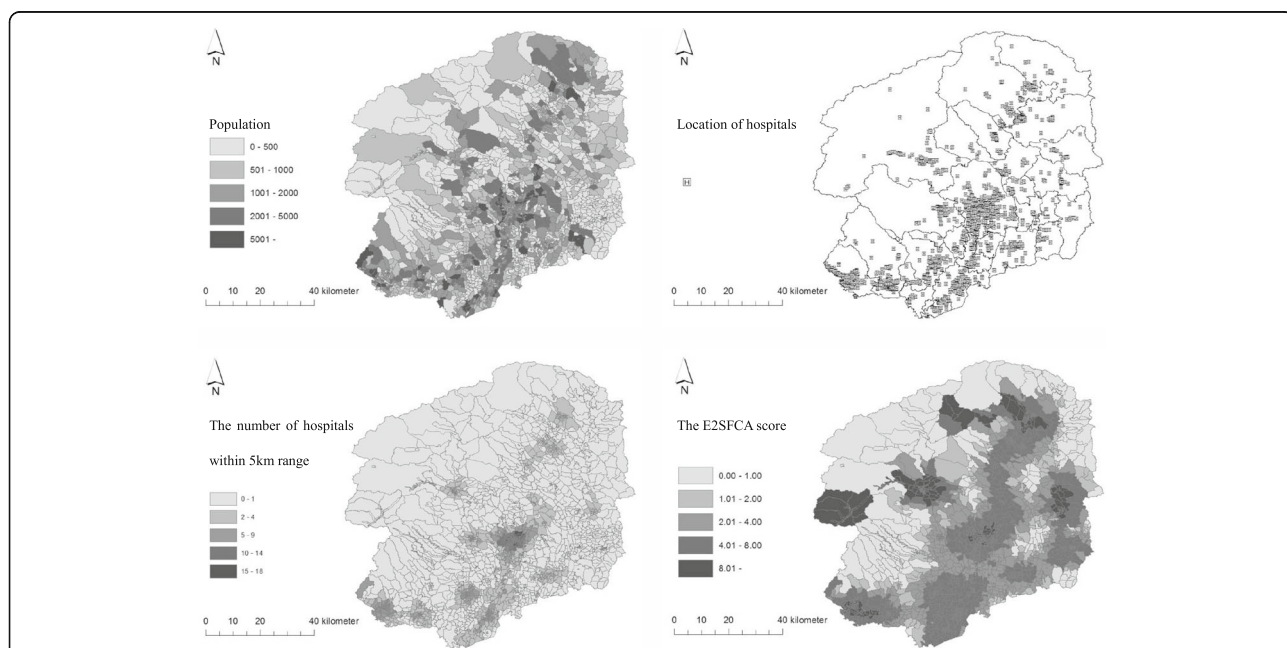 N
Population
0 - 500
501 - 1000
1001 - 2000
2001 - 5000
5001 -
0 10 20 40 kilometer
N
Location of hospitals
H
0 10 20 40 kilometer
N
The number of hospitals
within 5km range
0 - 1
2 - 4
5 - 9
10 - 14
15 - 18
0 10 20 40 kilometer
N
The E2SFCA score
0.00 - 1.00
1.01 - 2.00
2.01 - 4.00
4.01 - 8.00
8.01 -
0 10 20 40 kilometer